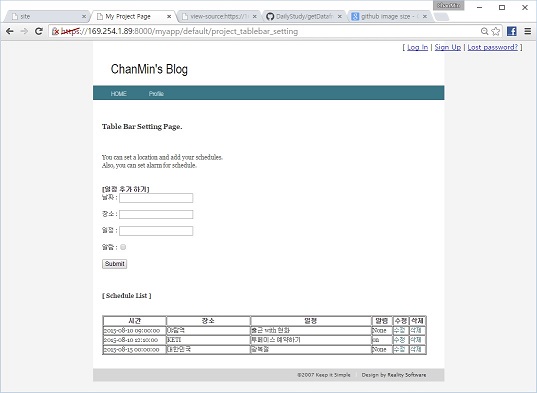 ChanMin
site
My Project Page
view-source:https://1
DailyStudy/getDatafi
github image size -
https://169.254.1.89:8000/myapp/default/project_tablebar_setting
[ Log In | Sign Up | Lost password? ]
ChanMin's Blog
HOME Profile
Table Bar Setting Page.
You can set a location and add your schedules.
Also, you can set alarm for schedule.
[일정 추가하기]
날짜 :
장소 :
일정 :
알람 :
Submit
[ Schedule List ]
시간 장소 일정 알림 수정 삭제
2015-08-10 09:00:00 야탑역 출근 with 현화 None 수정 삭제
2015-08-10 12:10:00 KETI 투페이스 예약하기 on 수정 삭제
2015-08-15 00:00:00 대한민국 광복절 None 수정 삭제
©2007 Keep it Simple Design by Reality Software